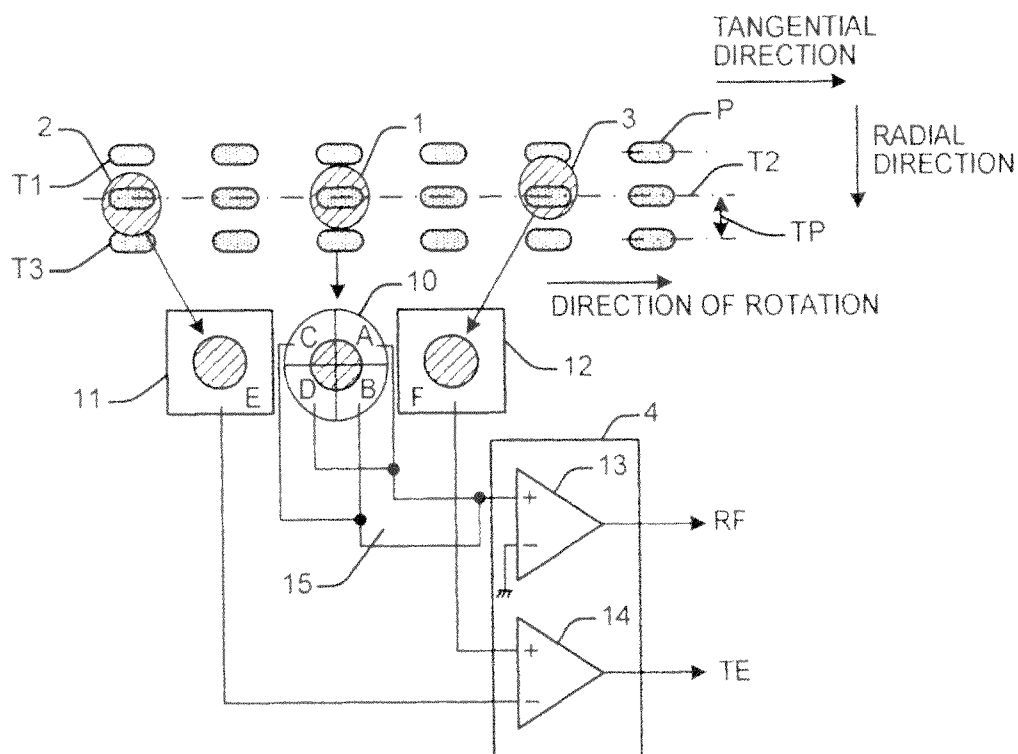 TANGENTIAL
DIRECTION
2
1
3
P
RADIAL
DIRECTION
T1
T2
T3
TP
10
DIRECTION OF ROTATION
C A
D B
E
F
11
12
4
13
+
−
RF
15
14
+
−
TE